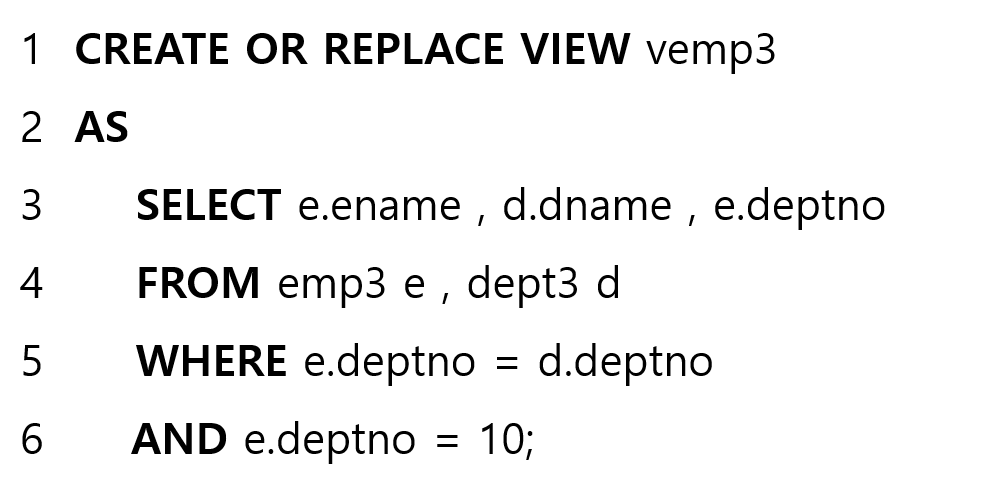 1 CREATE OR REPLACE VIEW vemp3
2 AS
3 SELECT e.ename , d.dname , e.deptno
4 FROM emp3 e , dept3 d
5 WHERE e.deptno = d.deptno
6 AND e.deptno = 10;